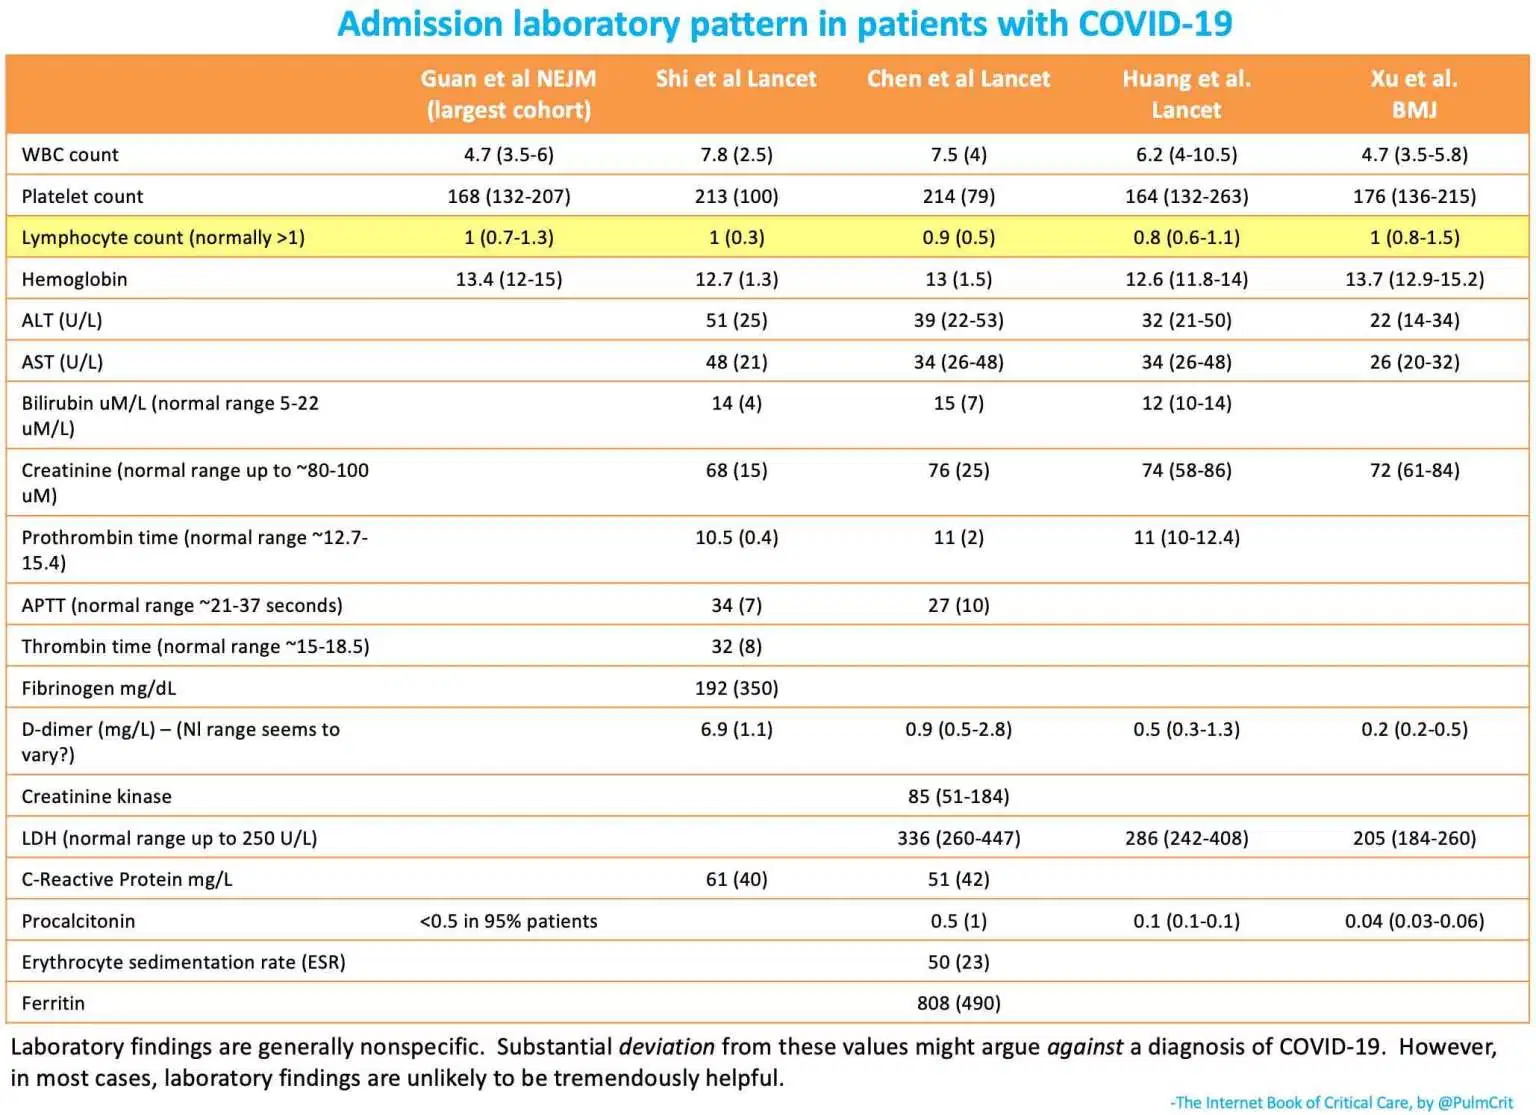 Admission laboratory pattern in patients with COVID-19
Guan et al NEJM Shi et al Lancet Chen et al Lancet Huang et al. Xu et al.
(largest cohort) Lancet BMJ
WBC count 4.7 (3.5-6) 7.8 (2.5) 7.5 (4) 6.2 (4-10.5) 4.7 (3.5-5.8)
Platelet count 168 (132-207) 213 (100) 214 (79) 164 (132-263) 176 (136-215)
Lymphocyte count (normally >1) 1 (0.7-1.3) 1 (0.3) 0.9 (0.5) 0.8 (0.6-1.1) 1 (0.8-1.5)
Hemoglobin 13.4 (12-15) 12.7 (1.3) 13 (1.5) 12.6 (11.8-14) 13.7 (12.9-15.2)
ALT (U/L) 51 (25) 39 (22-53) 32 (21-50) 22 (14-34)
AST (U/L) 48 (21) 34 (26-48) 34 (26-48) 26 (20-32)
Bilirubin uM/L (normal range 5-22 14 (4) 15 (7) 12 (10-14)
uM/L)
Creatinine (normal range up to ~80-100 68 (15) 76 (25) 74 (58-86) 72 (61-84)
uM)
Prothrombin time (normal range ~12.7- 10.5 (0.4) 11 (2) 11 (10-12.4)
15.4)
APTT (normal range ~21-37 seconds) 34 (7) 27 (10)
Thrombin time (normal range ~15-18.5) 32 (8)
Fibrinogen mg/dL 192 (350)
D-dimer (mg/L) – (Nl range seems to 6.9 (1.1) 0.9 (0.5-2.8) 0.5 (0.3-1.3) 0.2 (0.2-0.5)
vary?)
Creatinine kinase 85 (51-184)
LDH (normal range up to 250 U/L) 336 (260-447) 286 (242-408) 205 (184-260)
C-Reactive Protein mg/L 61 (40) 51 (42)
Procalcitonin <0.5 in 95% patients 0.5 (1) 0.1 (0.1-0.1) 0.04 (0.03-0.06)
Erythrocyte sedimentation rate (ESR) 50 (23)
Ferritin 808 (490)
Laboratory findings are generally nonspecific. Substantial deviation from these values might argue against a diagnosis of COVID-19. However,
in most cases, laboratory findings are unlikely to be tremendously helpful.
-The Internet Book of Critical Care, by @PulmCrit